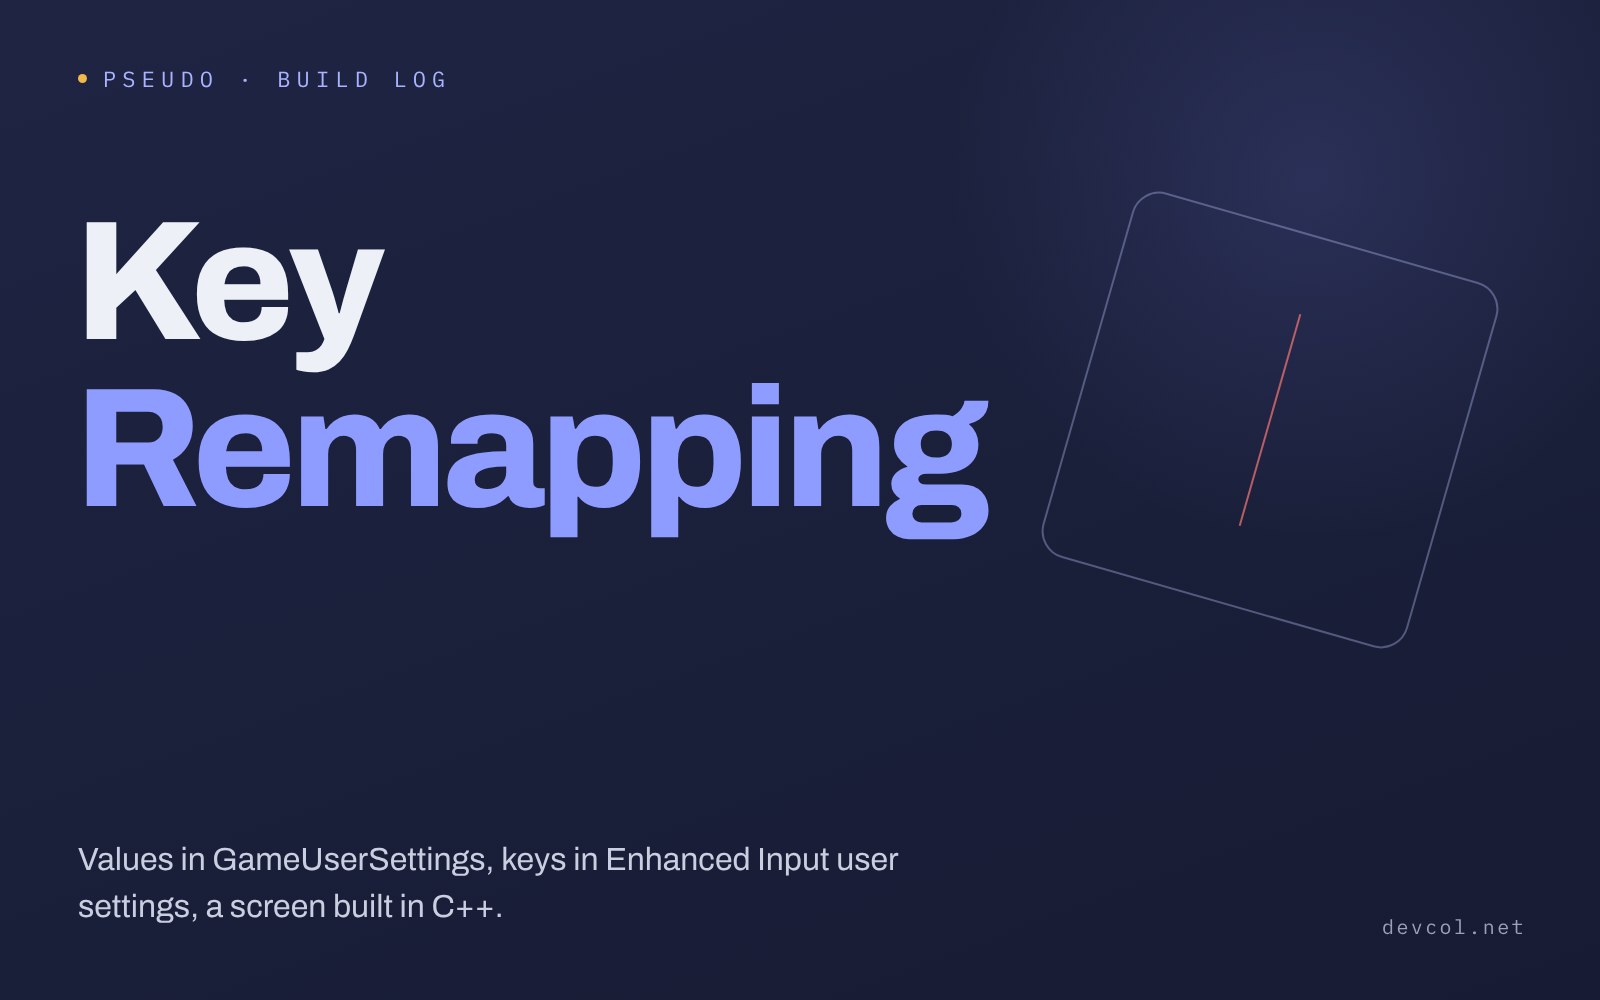 PSEUDO · BUILD LOG
Key
Remapping
Values in GameUserSettings, keys in Enhanced Input user
settings, a screen built in C++.
devcol.net